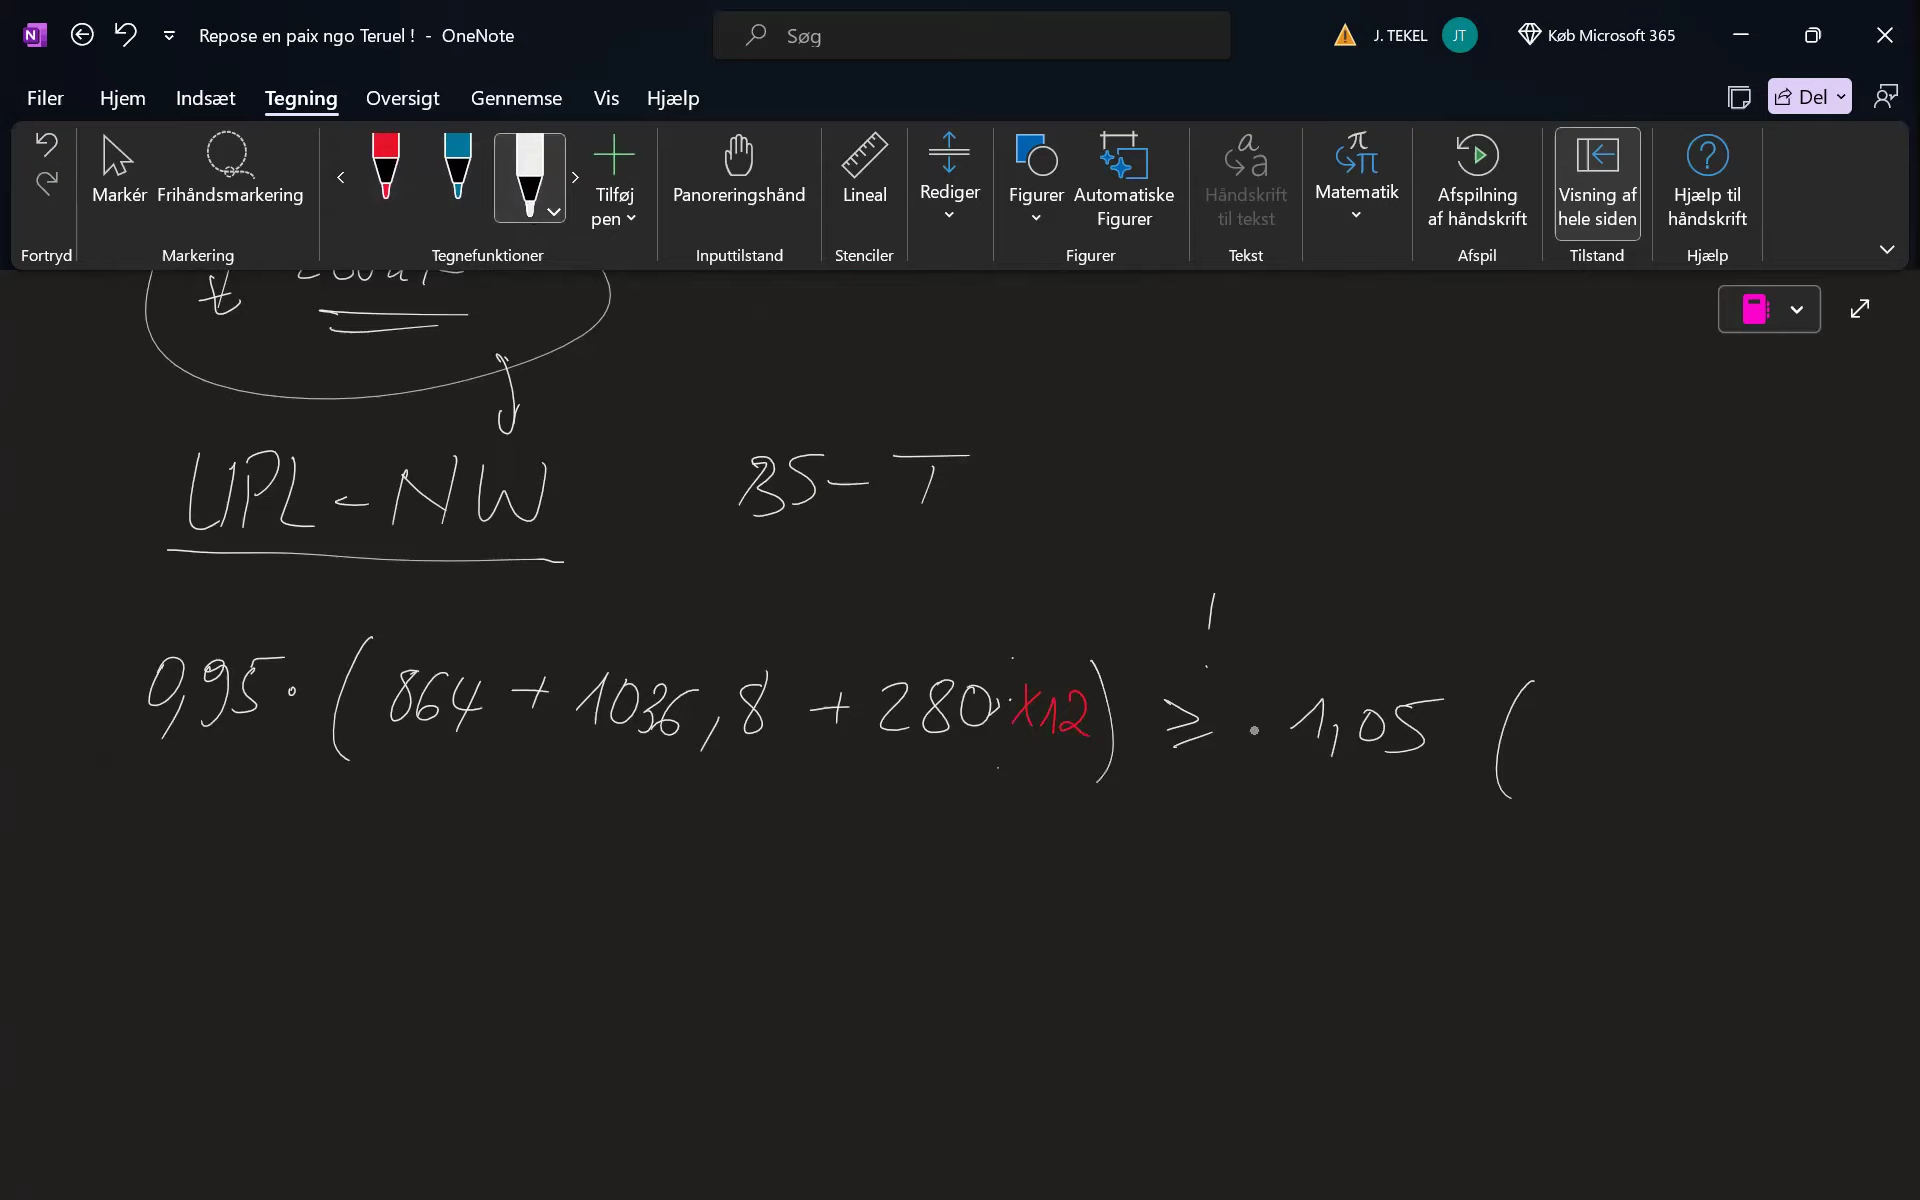 Repose en paix ngo Teruel ! - OneNote
Søg
J. TEKEL
JT
Køb Microsoft 365
Filer Hjem Indsæt Tegning Oversigt Gennemse Vis Hjælp
Del
Markér Frihåndsmarkering
Tilføj pen
Panoreringshånd
Lineal
Rediger
Figurer
Automatiske Figurer
Håndskrift til tekst
Matematik
Afspilning af håndskrift
Visning af hele siden
Hjælp til håndskrift
Fortryd Markering Tegnefunktioner Inputtilstand Stenciler Figurer Tekst Afspil Tilstand Hjælp
UPL - NW
BS - T
0,95 · ( 864 + 1036,8 + 280 x12 ) ≥ · 1,05 (